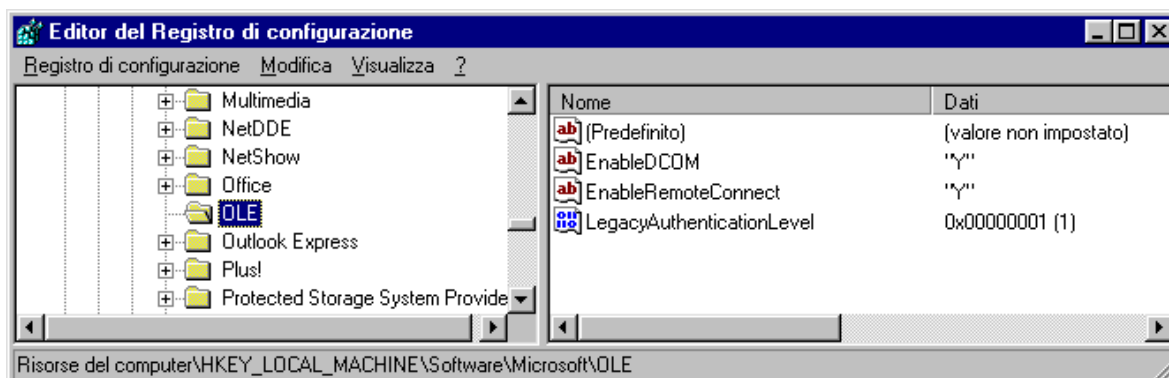 Editor del Registro di configurazione
Registro di configurazione Modifica Visualizza ?
Multimedia
NetDDE
NetShow
Office
OLE
Outlook Express
Plus!
Protected Storage System Provide
Nome Dati
(Predefinito) (valore non impostato)
EnableDCOM "Y"
EnableRemoteConnect "Y"
LegacyAuthenticationLevel 0x00000001 (1)
Risorse del computer\HKEY_LOCAL_MACHINE\Software\Microsoft\OLE